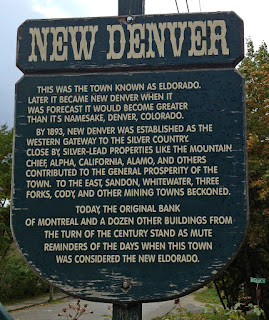 NEW DENVER
THIS WAS THE TOWN KNOWN AS ELDORADO.
LATER IT BECAME NEW DENVER WHEN IT
WAS FORECAST IT WOULD BECOME GREATER
THAN IT'S NAMESAKE, DENVER, COLORADO.
BY 1893, NEW DENVER WAS ESTABLISHED AS THE
WESTERN GATEWAY TO THE SILVER COUNTRY.
CLOSE BY, SILVER-LEAD PROPERTIES LIKE THE MOUNTAIN
CHIEF, ALPHA, CALIFORNIA, ALAMO, AND OTHERS
CONTRIBUTED TO THE GENERAL PROSPERITY OF THE
TOWN. TO THE EAST, SANDON, WHITEWATER, THREE
FORKS, CODY, AND OTHER MINING TOWNS BECKONED.
TODAY, THE ORIGINAL BANK
OF MONTREAL AND A DOZEN OTHER BUILDINGS FROM
THE TURN OF THE CENTURY STAND AS MUTE
REMINDERS OF THE DAYS WHEN THIS TOWN
WAS CONSIDERED THE NEW ELDORADO.